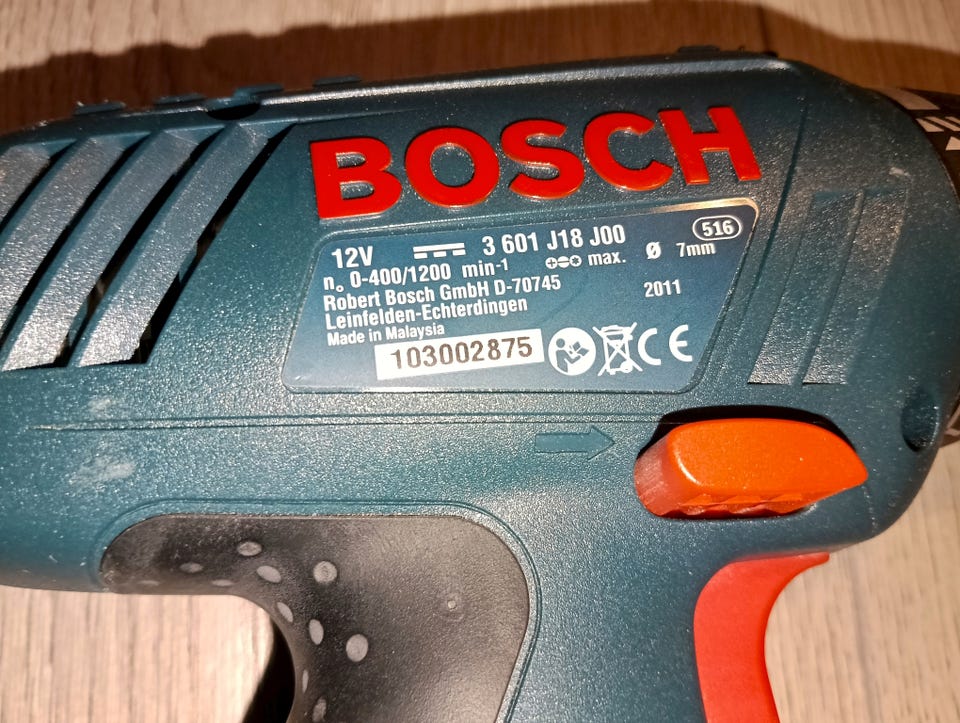 BOSCH
12V 3 601 J18 J00 516
n₀ 0-400/1200 min-1 max. Ø 7mm
Robert Bosch GmbH D-70745
Leinfelden-Echterdingen 2011
Made in Malaysia
103002875 CE